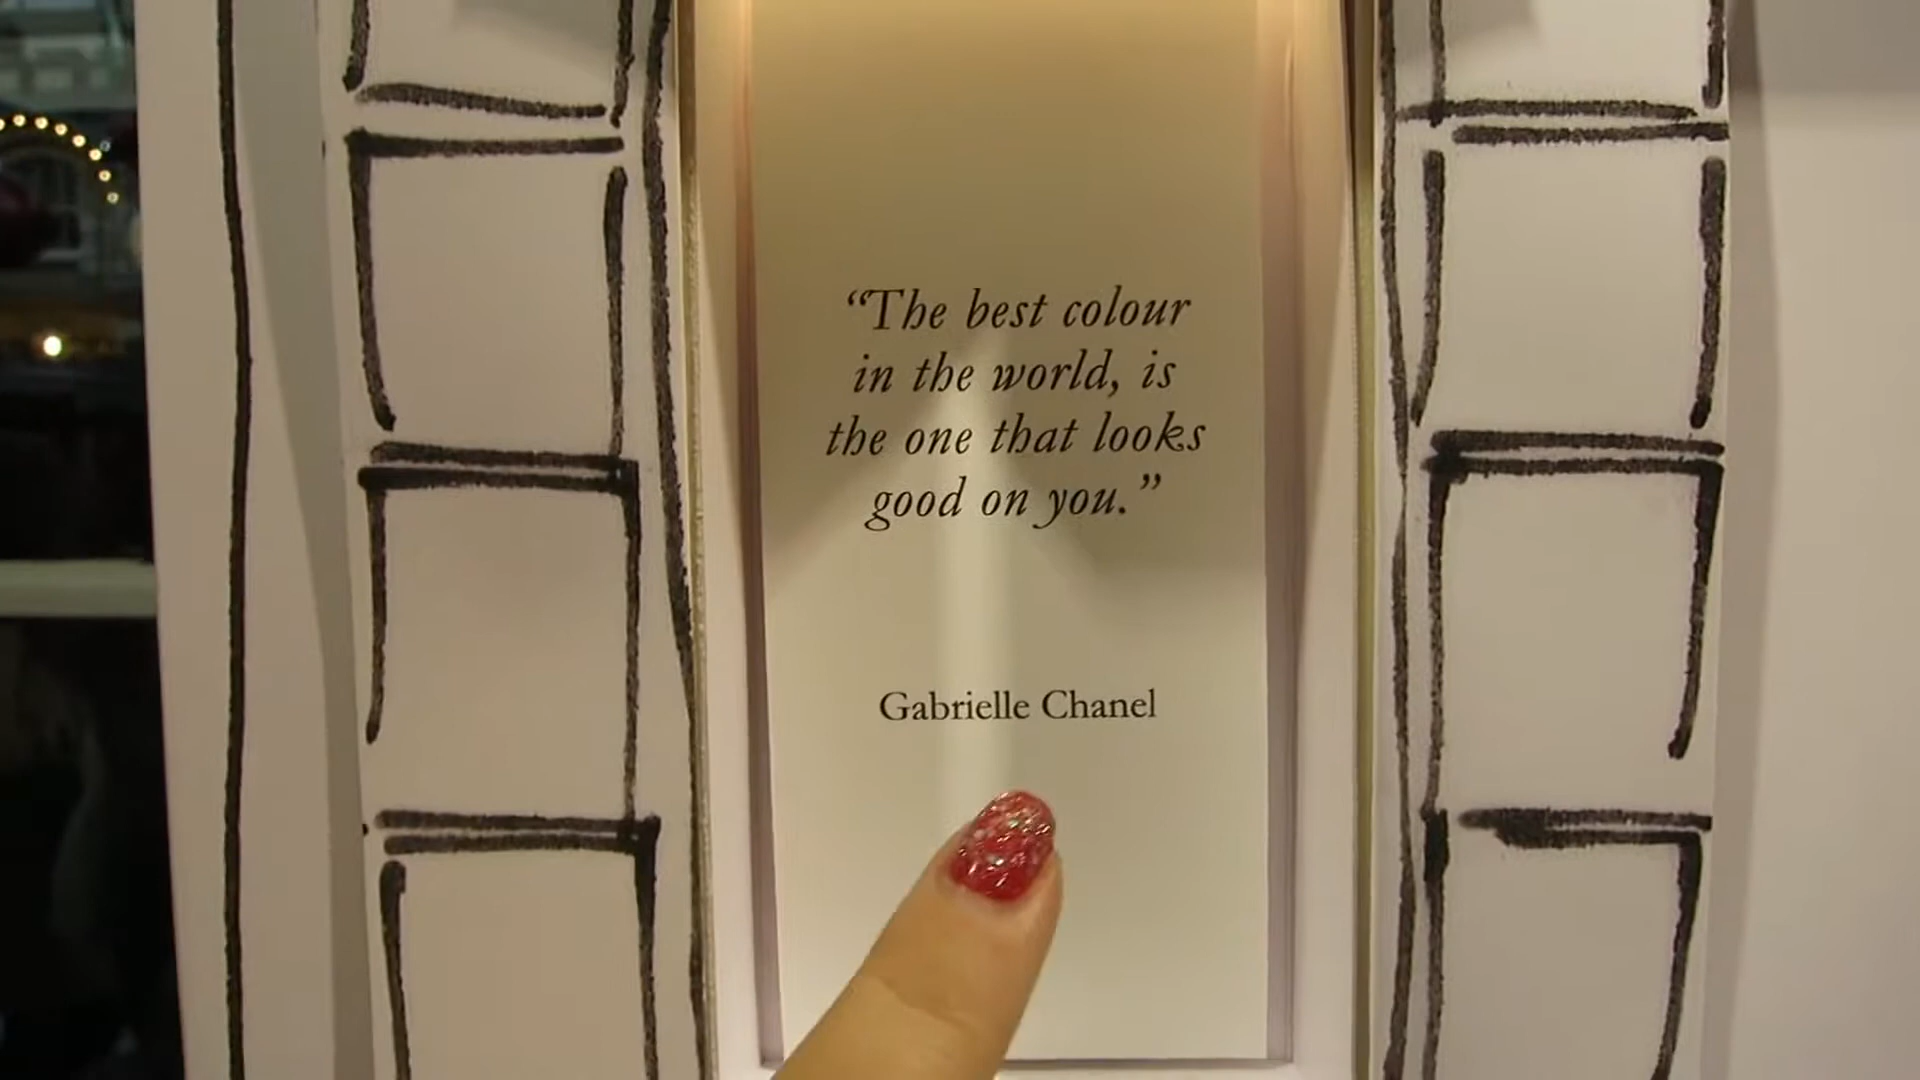 “The best colour
in the world, is
the one that looks
good on you.”
Gabrielle Chanel